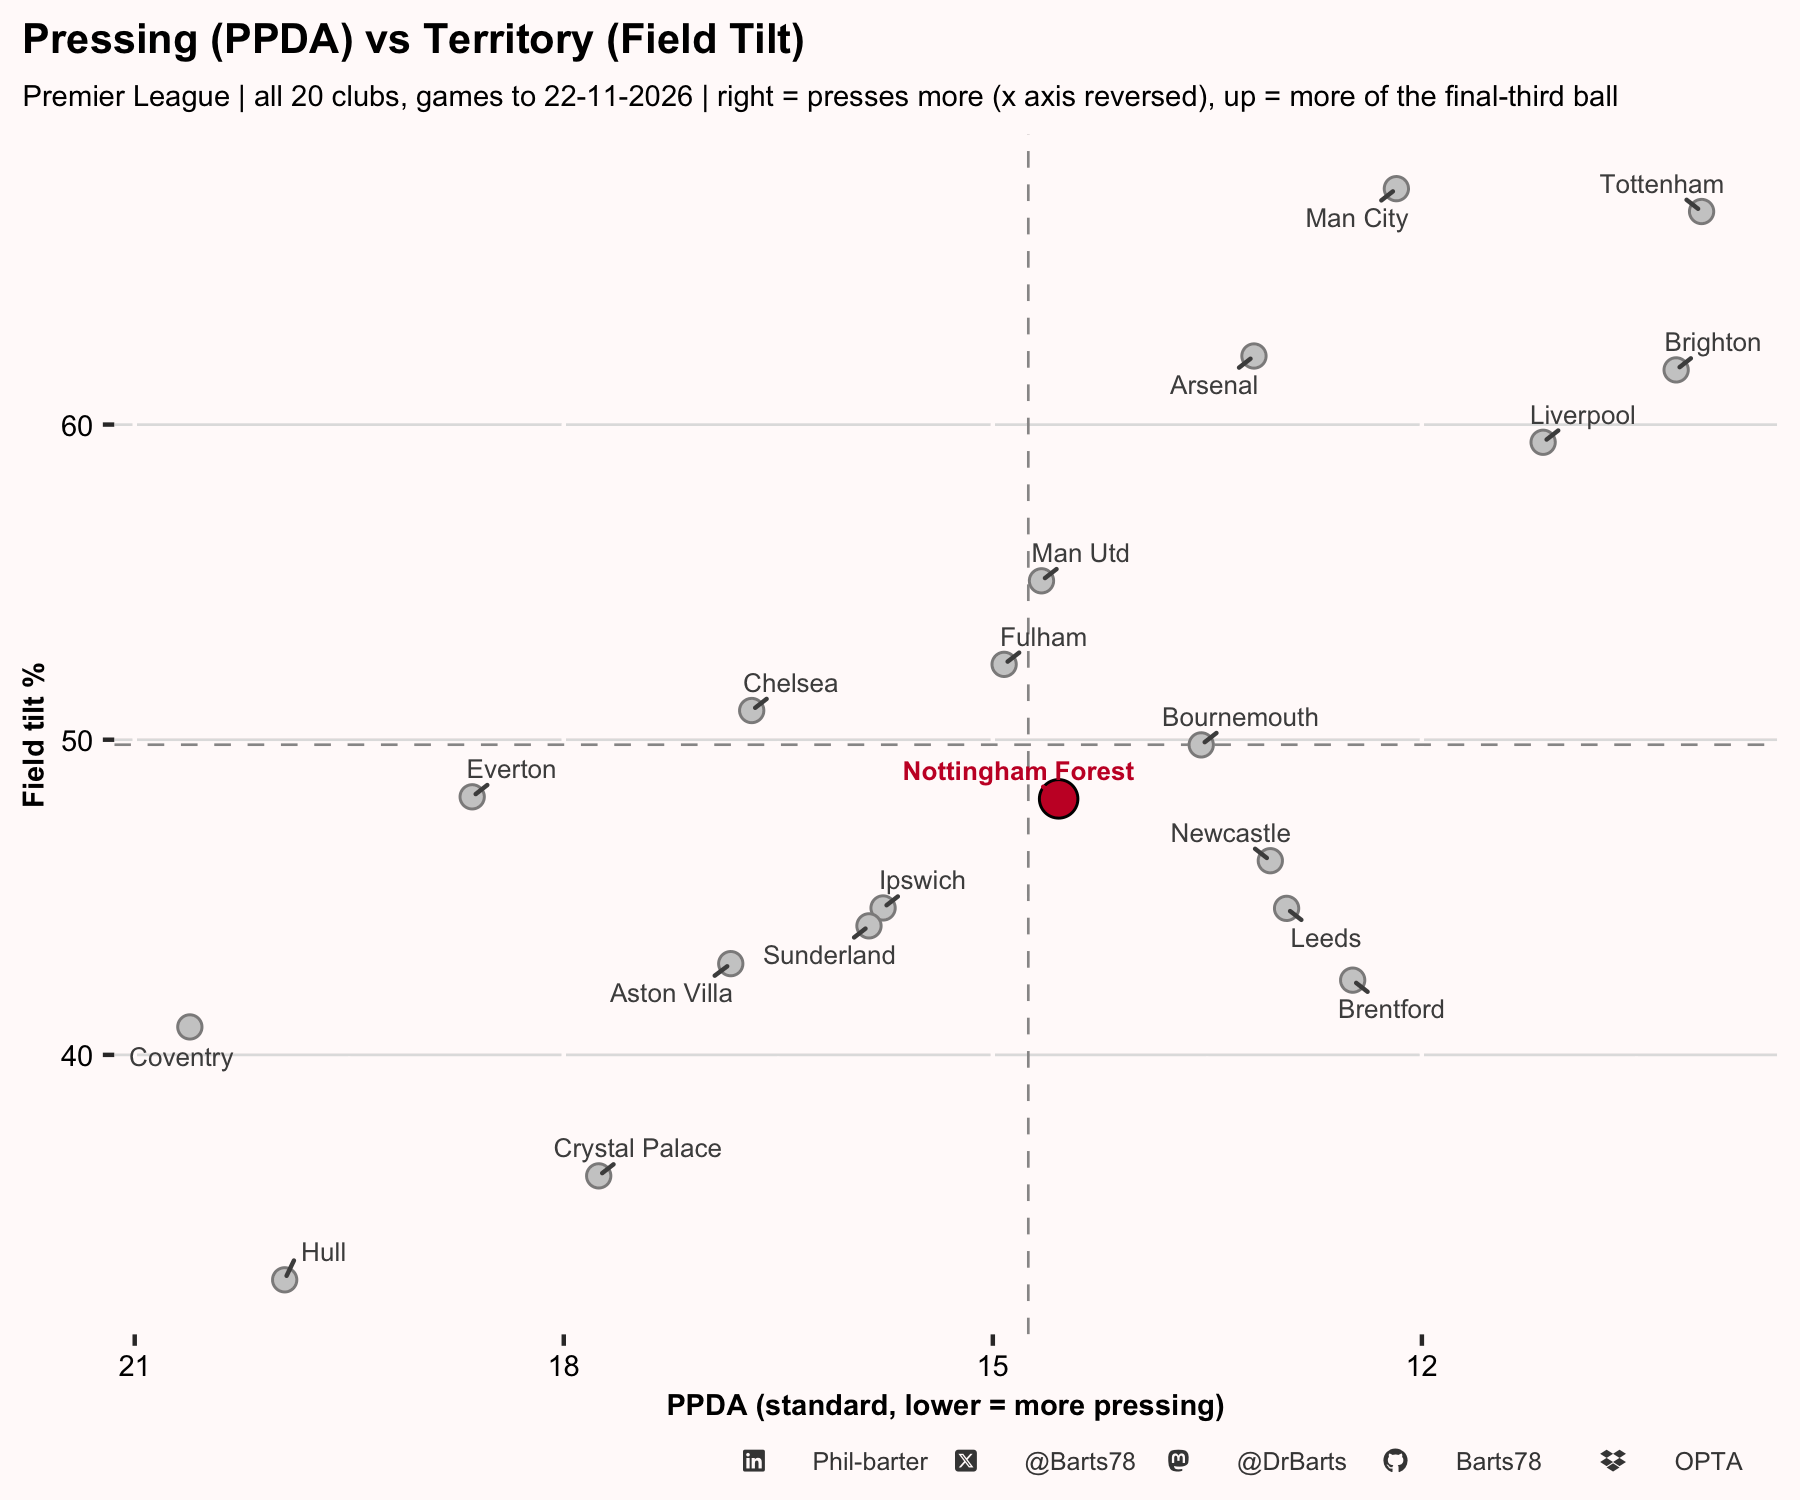 Pressing (PPDA) vs Territory (Field Tilt)
Premier League | all 20 clubs, games to 22-11-2026 | right = presses more (x axis reversed), up = more of the final-third ball
Tottenham
Man City
Brighton
Arsenal
Liverpool
60
Man Utd
Fulham
Chelsea
Bournemouth
50
Field tilt %
Everton
Nottingham Forest
Newcastle
Ipswich
Leeds
Sunderland
Aston Villa
Brentford
Coventry
40
Crystal Palace
Hull
21 18 15 12
PPDA (standard, lower = more pressing)
Phil-barter @Barts78 @DrBarts Barts78 OPTA